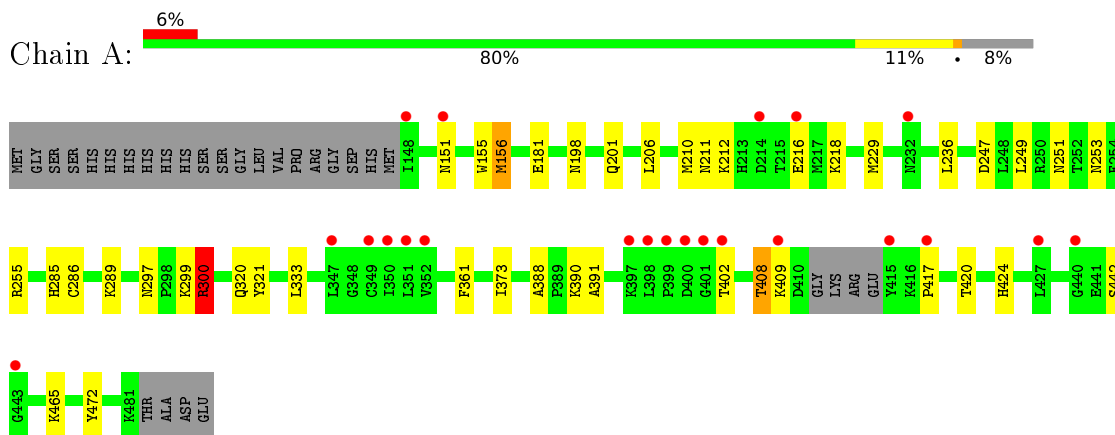 6%
Chain A:
80% 11% • 8%
MET GLY SER SER HIS HIS HIS HIS HIS HIS SER SER GLY LEU VAL PRO ARG GLY SEP HIS MET I148 N151 W155 M156 E181 N198 Q201 L206 M210 N211 K212 H213 D214 T215 E216 M217 K218 M229 N232 L236 D247 L248 L249 R250 N251 T252 N253 E254
R255 H285 C286 K289 N297 P298 K299 R300 Q320 Y321 L333 L347 G348 C349 I350 L351 V352 F361 I373 A388 P389 K390 A391 K397 L398 P399 D400 G401 T402 T408 K409 D410 GLY LYS ARG GLU Y415 K416 P417 T420 H424 L427 G440 E441 S442
G443 K465 Y472 K481 THR ALA ASP GLU